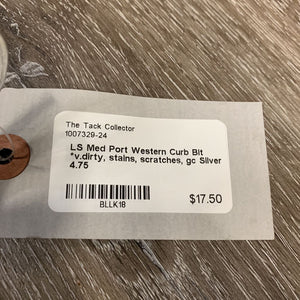 The Tack Collector
1007329-24
LS Med Port Western Curb Bit
*v.dirty, stains, scratches, gc Silver
4.75
BLLK18
$17.50